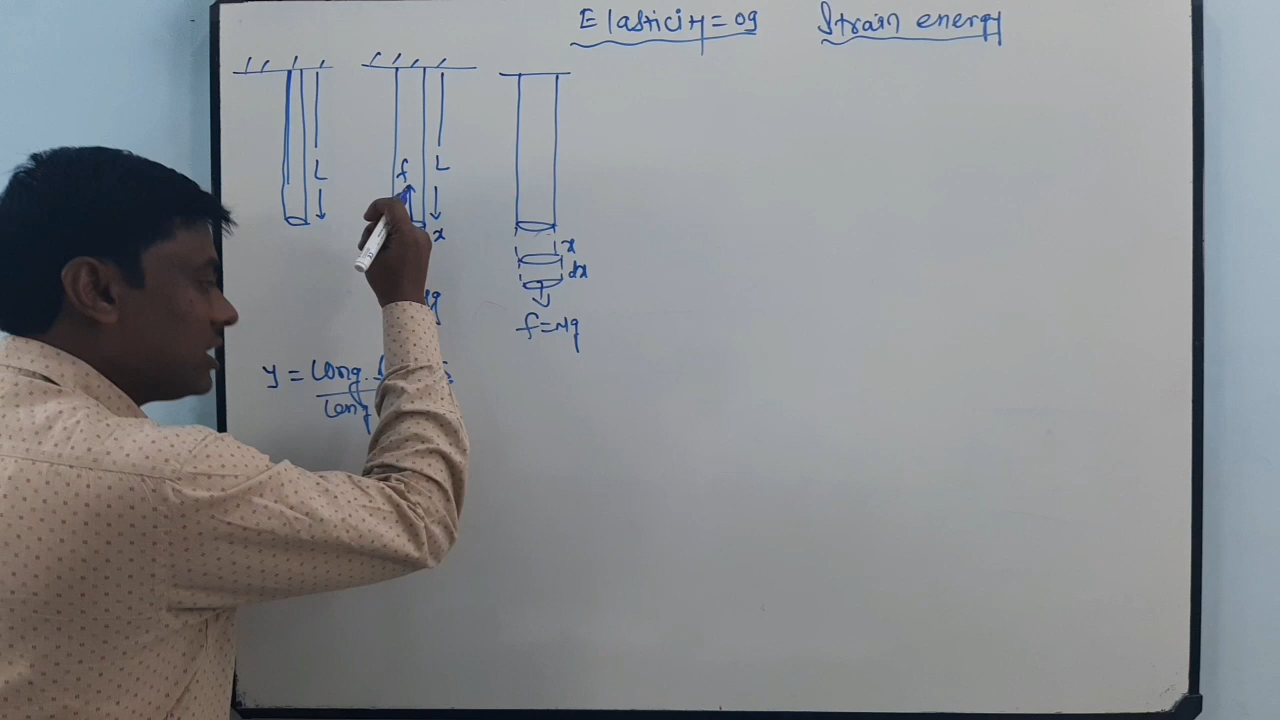 Elasticity = 09 Strain energy
L
f
L
x
x
dx
f = Mg
g
Y = Long.
Long